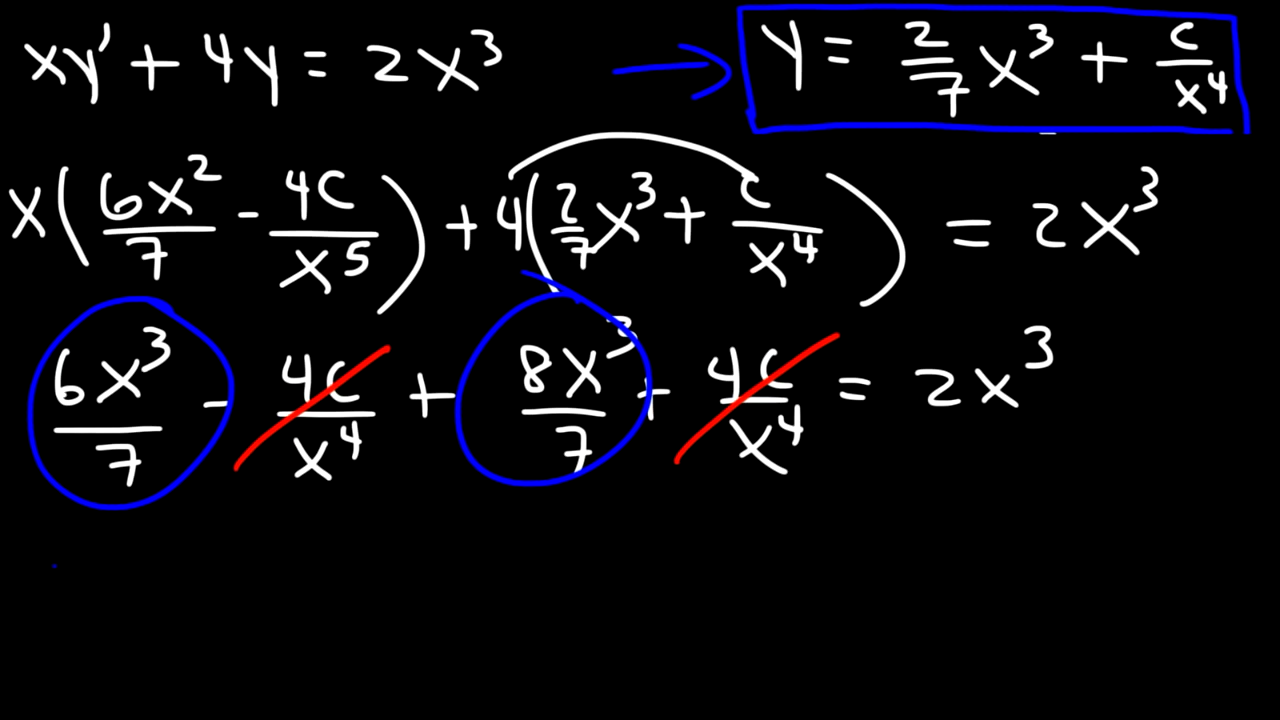 xy' + 4y = 2x³ → y = 2/7 x³ + c/x⁴
x(6x²/7 - 4c/x⁵) + 4(2/7 x³ + c/x⁴) = 2x³
6x³/7 - 4c/x⁴ + 8x³/7 + 4c/x⁴ = 2x³